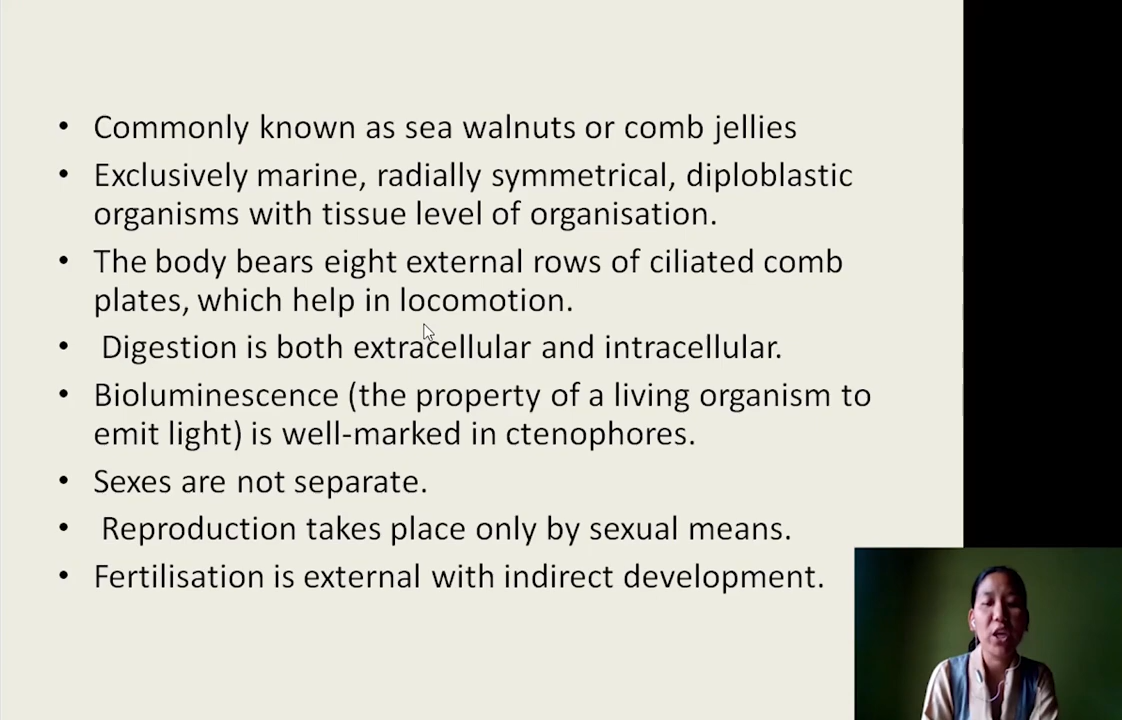 • Commonly known as sea walnuts or comb jellies
• Exclusively marine, radially symmetrical, diploblastic
organisms with tissue level of organisation.
• The body bears eight external rows of ciliated comb
plates, which help in locomotion.
• Digestion is both extracellular and intracellular.
• Bioluminescence (the property of a living organism to
emit light) is well-marked in ctenophores.
• Sexes are not separate.
• Reproduction takes place only by sexual means.
• Fertilisation is external with indirect development.